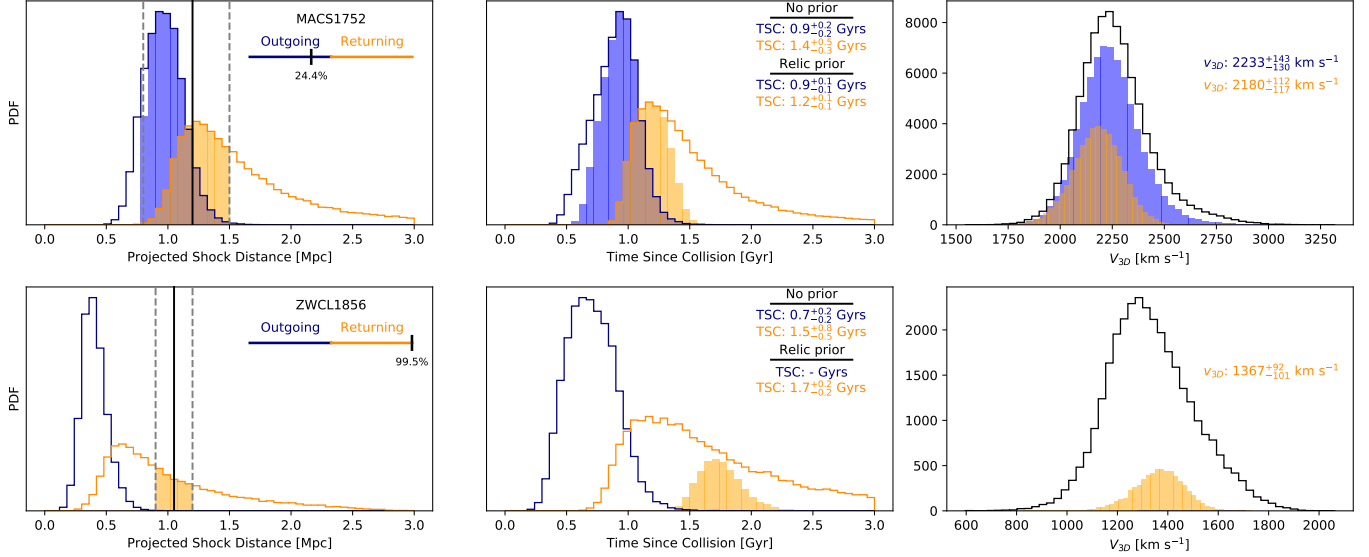 MACS1752
Outgoing Returning
24.4%
PDF
0.0 0.5 1.0 1.5 2.0 2.5 3.0
Projected Shock Distance [Mpc]
No prior
TSC: 0.9$^{+0.2}_{-0.2}$ Gyrs
TSC: 1.4$^{+0.5}_{-0.3}$ Gyrs
Relic prior
TSC: 0.9$^{+0.1}_{-0.1}$ Gyrs
TSC: 1.2$^{+0.1}_{-0.1}$ Gyrs
0.0 0.5 1.0 1.5 2.0 2.5 3.0
Time Since Collision [Gyr]
8000
6000
4000
2000
0
v$_{3D}$: 2233$^{+143}_{-130}$ km s$^{-1}$
v$_{3D}$: 2180$^{+112}_{-117}$ km s$^{-1}$
1500 1750 2000 2250 2500 2750 3000 3250
V$_{3D}$ [km s$^{-1}$]
ZWCL1856
Outgoing Returning
99.5%
PDF
0.0 0.5 1.0 1.5 2.0 2.5 3.0
Projected Shock Distance [Mpc]
No prior
TSC: 0.7$^{+0.2}_{-0.2}$ Gyrs
TSC: 1.5$^{+0.8}_{-0.5}$ Gyrs
Relic prior
TSC: - Gyrs
TSC: 1.7$^{+0.2}_{-0.2}$ Gyrs
0.0 0.5 1.0 1.5 2.0 2.5 3.0
Time Since Collision [Gyr]
2000
1500
1000
500
0
v$_{3D}$: 1367$^{+92}_{-101}$ km s$^{-1}$
600 800 1000 1200 1400 1600 1800 2000
V$_{3D}$ [km s$^{-1}$]